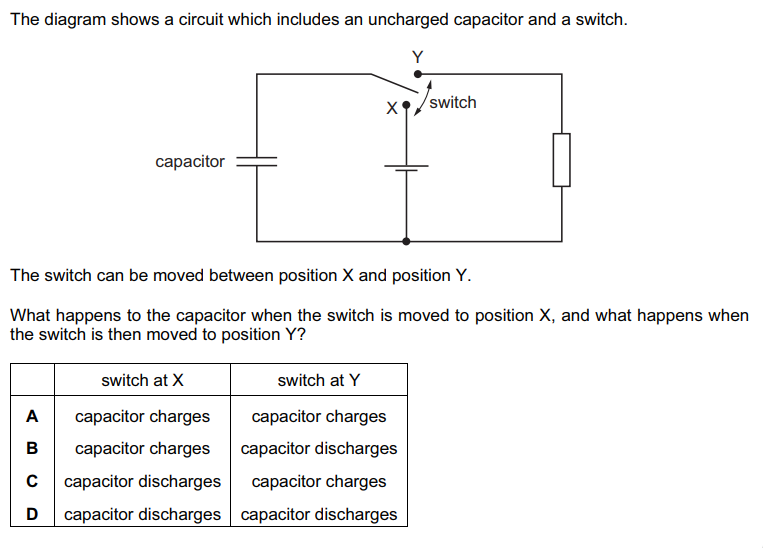 The diagram shows a circuit which includes an uncharged capacitor and a switch.
Y
X
switch
capacitor
The switch can be moved between position X and position Y.
What happens to the capacitor when the switch is moved to position X, and what happens when
the switch is then moved to position Y?
switch at X switch at Y
A capacitor charges capacitor charges
B capacitor charges capacitor discharges
C capacitor discharges capacitor charges
D capacitor discharges capacitor discharges